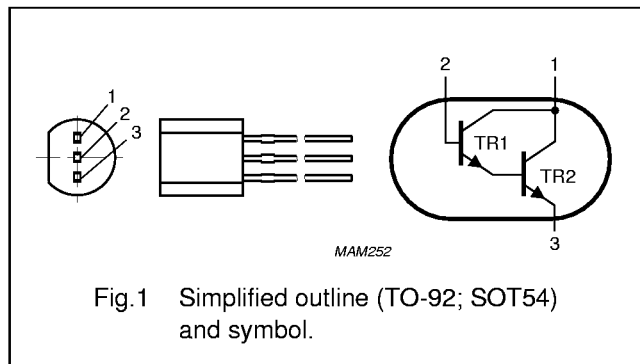 1
2
3
2
1
TR1
TR2
3
MAM252
Fig.1 Simplified outline (TO-92; SOT54)
and symbol.